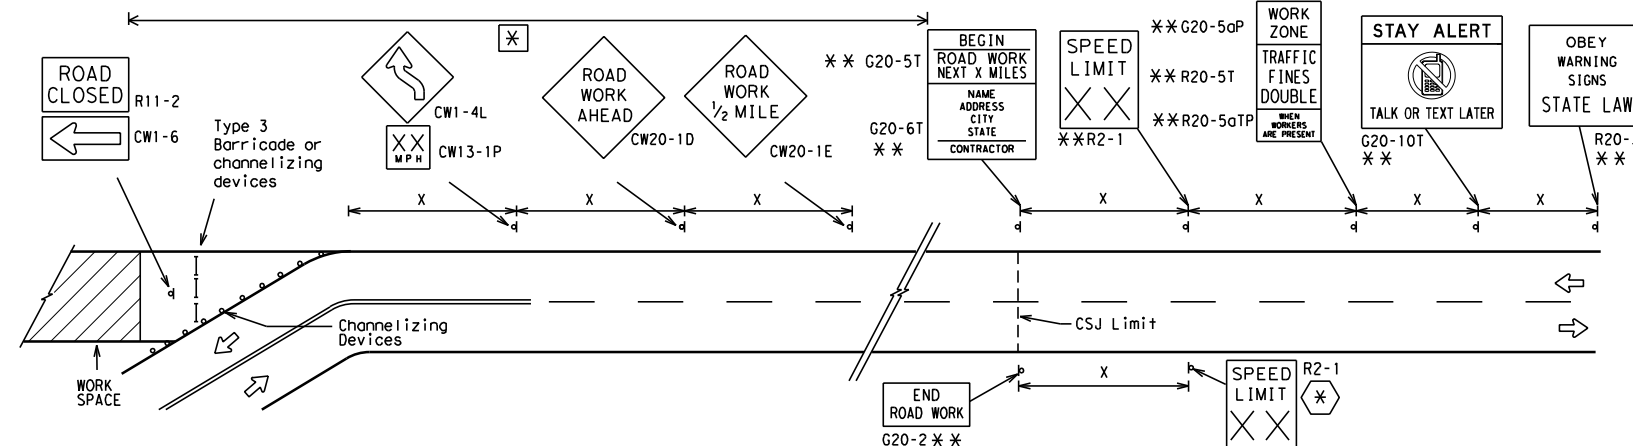 ROAD
CLOSED
R11-2
CW1-6
Type 3
Barricade or
channelizing
devices
*
CW1-4L
XX
MPH
CW13-1P
ROAD
WORK
AHEAD
CW20-1D
ROAD
WORK
1/2 MILE
CW20-1E
** G20-5T
BEGIN
ROAD WORK
NEXT X MILES
NAME
ADDRESS
CITY
STATE
CONTRACTOR
G20-6T
**
SPEED
LIMIT
XX
**R2-1
**G20-5aP
WORK
ZONE
**R20-5T
TRAFFIC
FINES
DOUBLE
**R20-5aTP
WHEN
WORKERS
ARE PRESENT
STAY ALERT
TALK OR TEXT LATER
G20-10T
**
OBEY
WARNING
SIGNS
STATE LAW
R20-
**
X
X
X
X
X
X
X
Channelizing
Devices
WORK
SPACE
CSJ Limit
END
ROAD WORK
G20-2**
X
SPEED
LIMIT
XX
R2-1
*